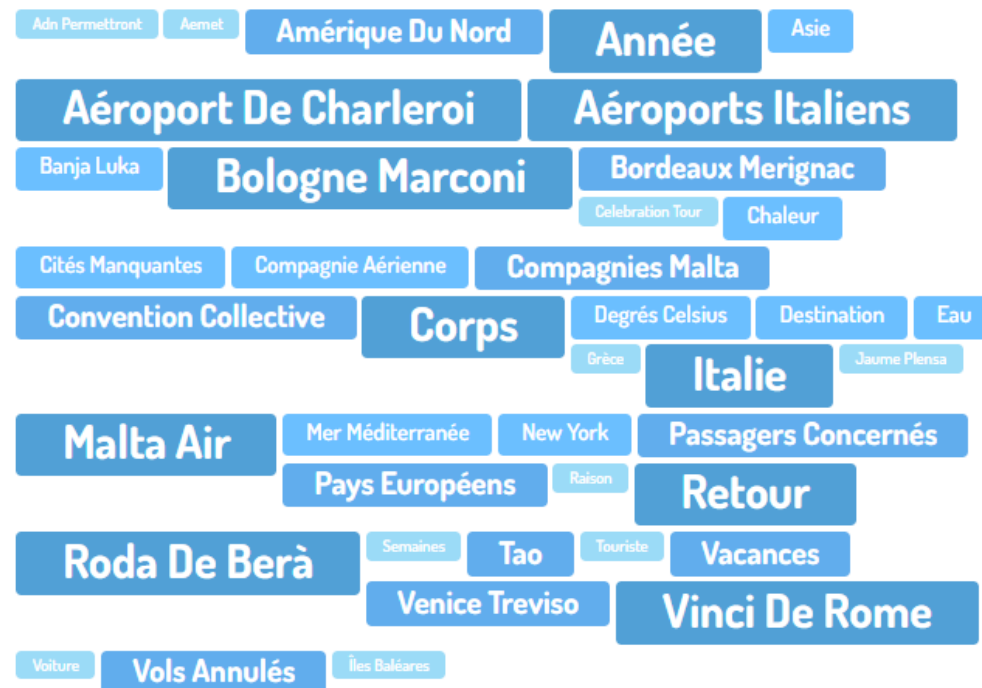 Adn Permettront Aemet Amérique Du Nord Année Asie
Aéroport De Charleroi Aéroports Italiens
Banja Luka Bologne Marconi Bordeaux Merignac
Celebration Tour Chaleur
Cités Manquantes Compagnie Aérienne Compagnies Malta
Convention Collective Corps Degrés Celsius Destination Eau
Grèce Italie Jaume Plensa
Malta Air Mer Méditerranée New York Passagers Concernés
Pays Européens Raison Retour
Roda De Berà Semaines Tao Touriste Vacances
Venice Treviso Vinci De Rome
Voiture Vols Annulés Îles Baléares